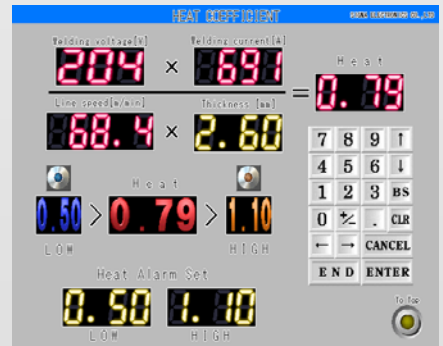 HEAT COEFFICIENT
Welding voltage[V] Welding current[A]
204 × 691 = Heat 0.79
Line speed[m/min] Thickness [mm]
68.4 × 2.60
7 8 9 ↑
4 5 6 ↓
1 2 3 BS
0 +/- . CLR
← → CANCEL
END ENTER
Heat
0.50 > 0.79 > 1.10
LOW HIGH
Heat Alarm Set
0.50 1.10
LOW HIGH
To Top